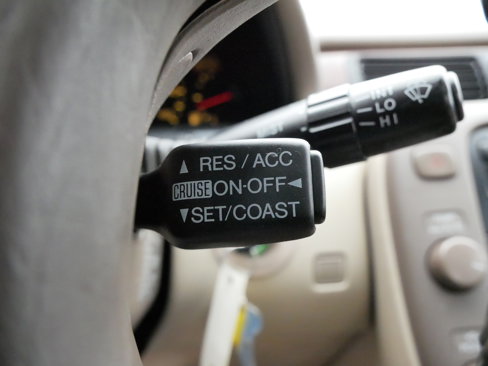 INT
LO
HI
▲ RES / ACC
CRUISE ON-OFF ◀
▼ SET/COAST